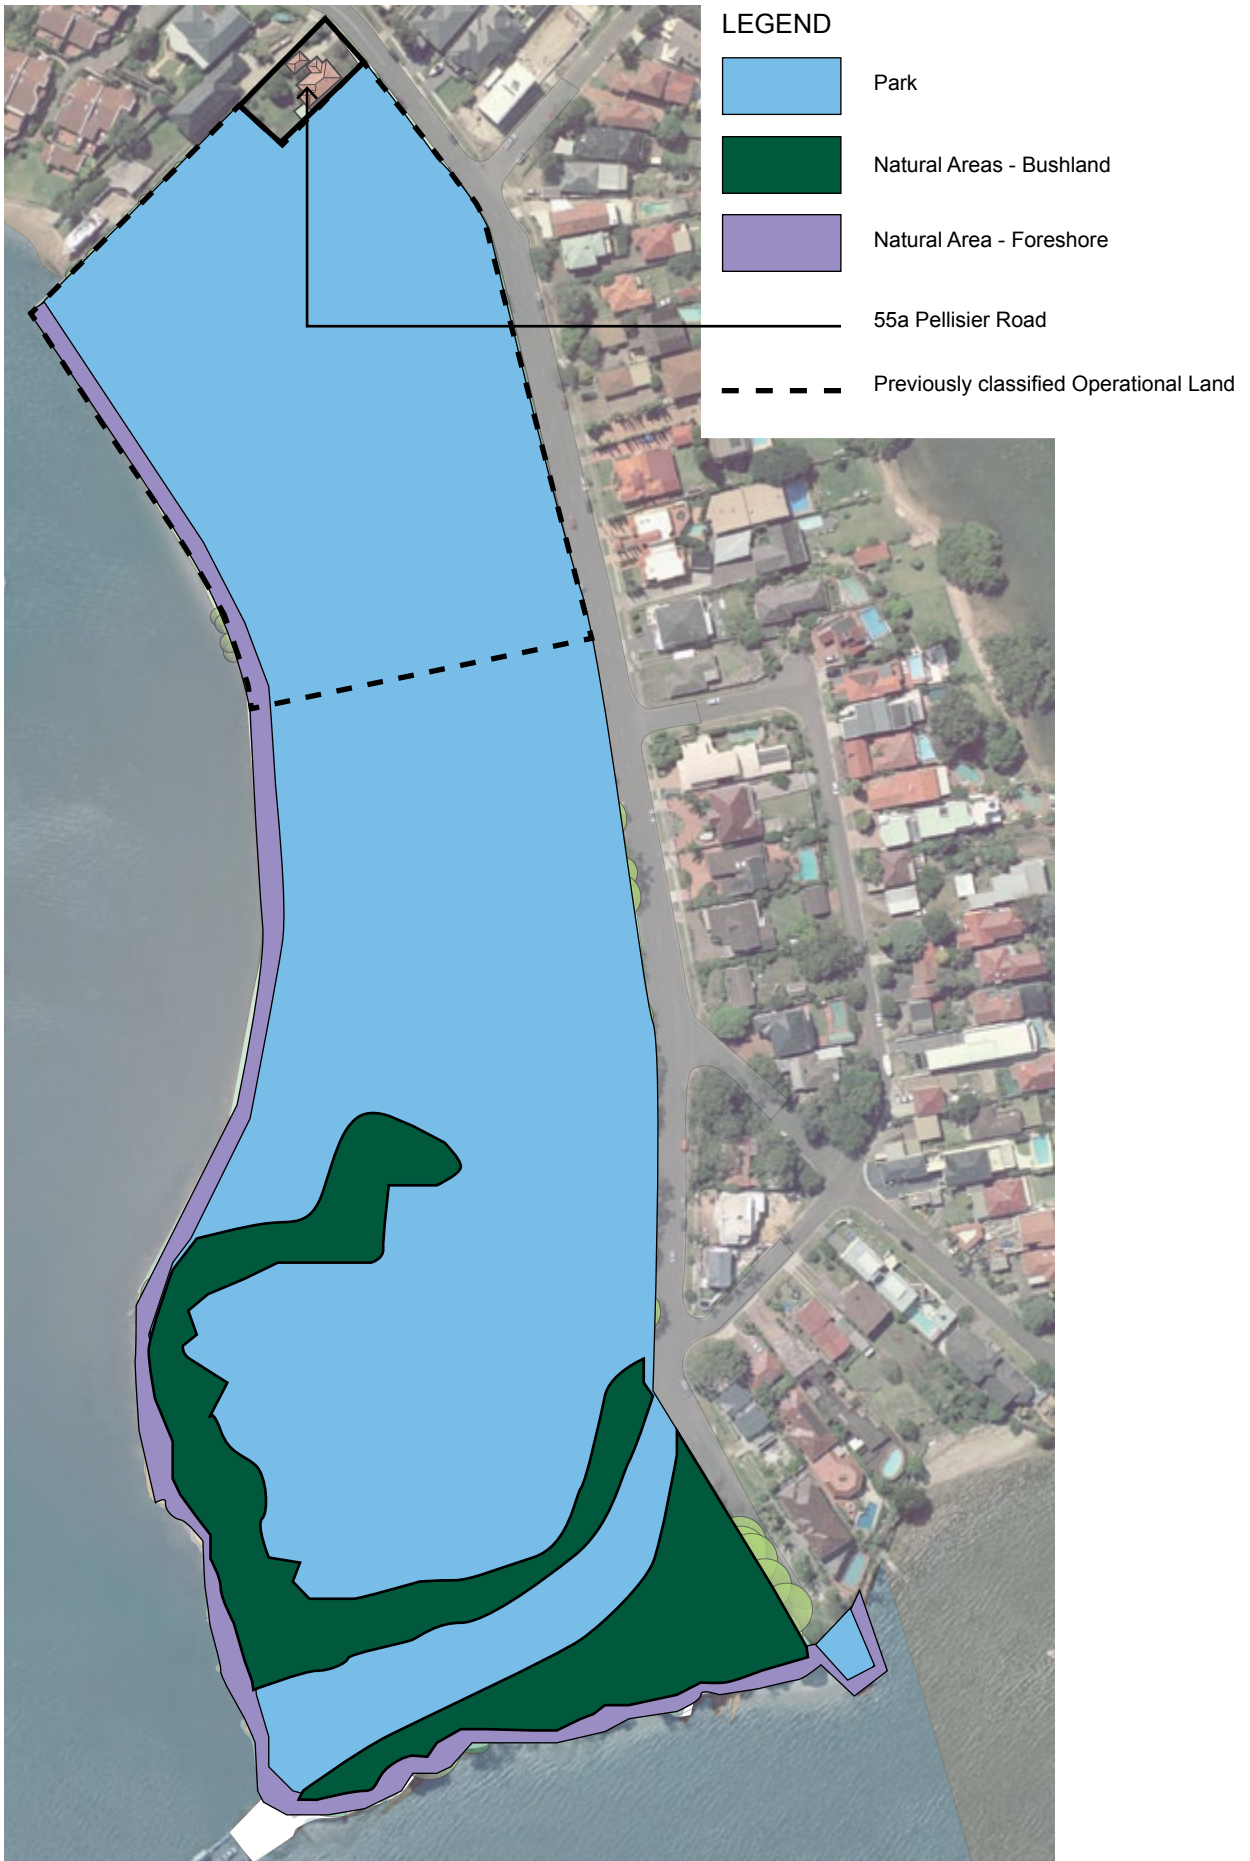 LEGEND
Park
Natural Areas - Bushland
Natural Area - Foreshore
55a Pellisier Road
Previously classified Operational Land